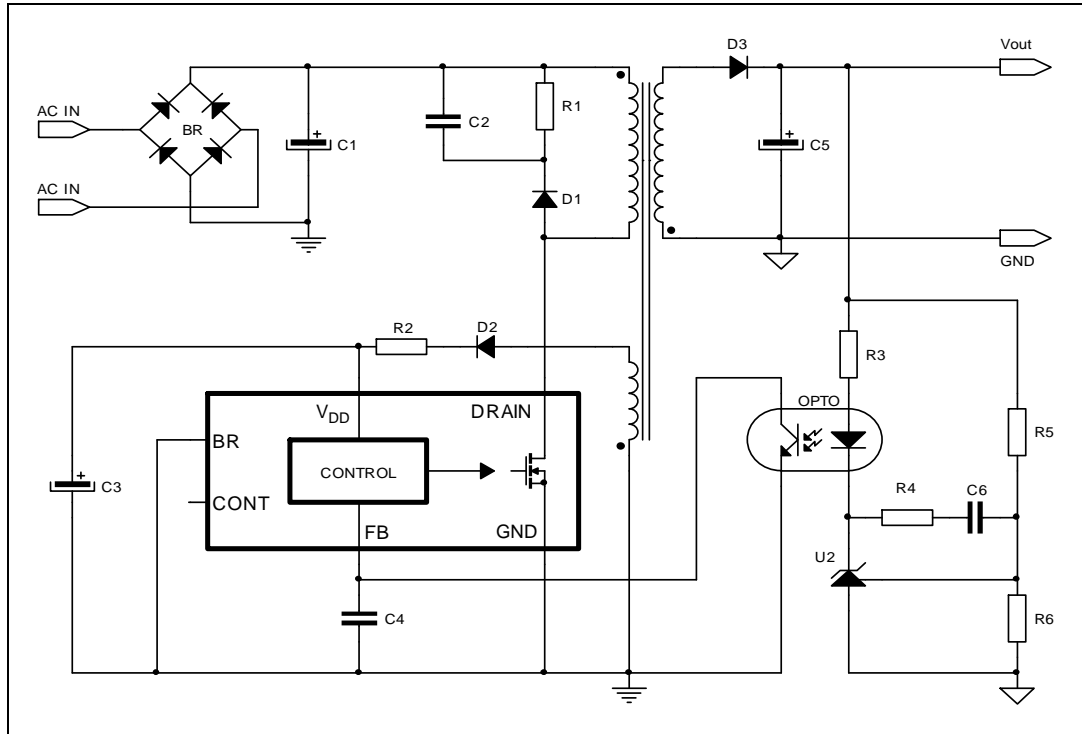 D3
Vout
AC IN
BR
R1
C2
C1
C5
AC IN
D1
GND
R2
D2
R3
OPTO
V_DD
DRAIN
BR
R5
CONTROL
C3
CONT
R4
C6
FB
GND
U2
C4
R6
+
+
+